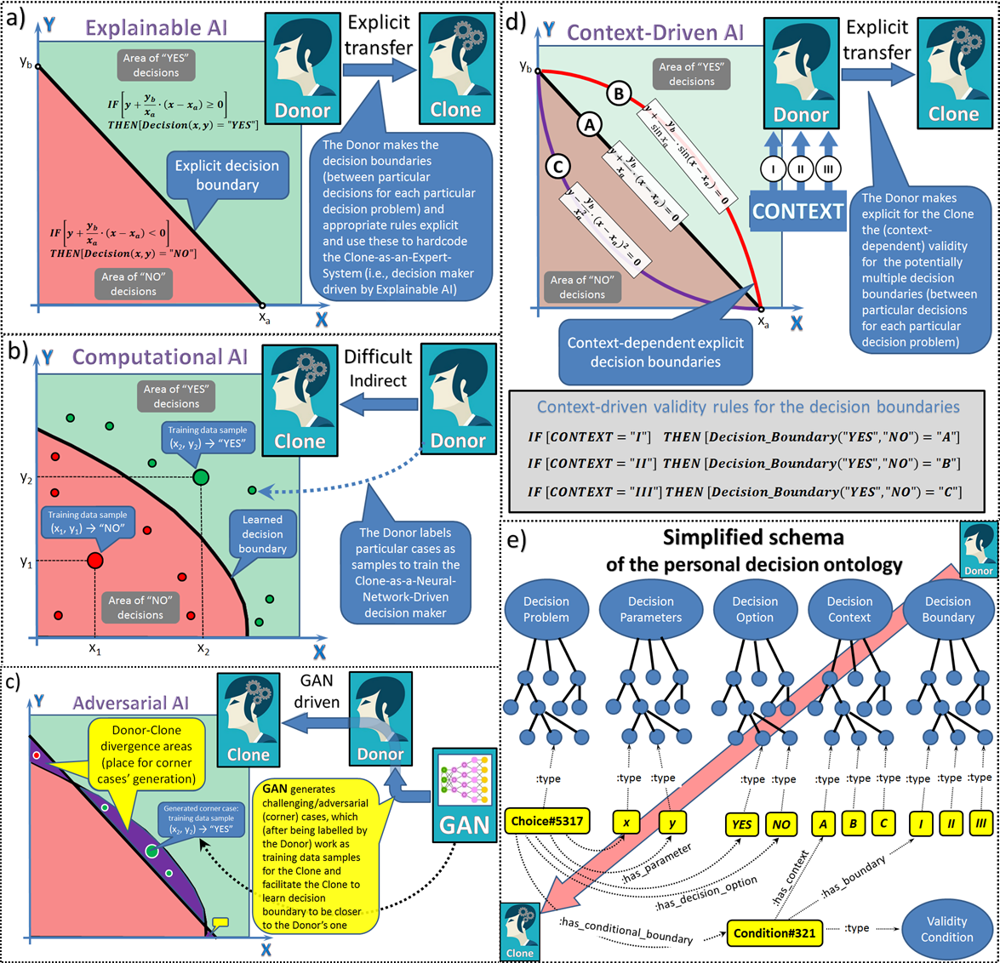 a)
Explainable AI
Y
y_b
Area of “YES”
decisions
IF [y + y_b/x_a · (x − x_a) ≥ 0]
THEN[Decision(x, y) = "YES"]
Explicit decision
boundary
IF [y + y_b/x_a · (x − x_a) < 0]
THEN[Decision(x, y) = "NO"]
Area of “NO”
decisions
x_a
X
Donor
Explicit
transfer
Clone
The Donor makes the
decision boundaries
(between particular
decisions for each particular
decision problem) and
appropriate rules explicit
and use these to hardcode
the Clone-as-an-Expert-
System (i.e., decision maker
driven by Explainable AI)
b)
Computational AI
Y
Area of “YES”
decisions
Training data sample
(x₂, y₂) → “YES”
y₂
Training data sample
(x₁, y₁) → “NO”
Learned
decision
boundary
y₁
Area of “NO”
decisions
x₁
x₂
X
Clone
Difficult
Indirect
Donor
The Donor labels
particular cases as
samples to train the
Clone-as-a-Neural-
Network-Driven
decision maker
c)
Adversarial AI
Y
Donor-Clone
divergence areas
(place for corner
cases’ generation)
Generated corner case:
training data sample
(x₂, y₂) → “YES”
X
Clone
GAN
driven
Donor
GAN
GAN generates
challenging/adversarial
(corner) cases, which
(after being labelled by
the Donor) work as
training data samples
for the Clone and
facilitate the Clone to
learn decision
boundary to be closer
to the Donor’s one
d)
Context-Driven AI
Y
y_b
Area of “YES”
decisions
B
A
C
y + y_b/sin x_a · sin(x − x_a) = 0
y + y_b/x_a · (x − x_a) = 0
y − y_b/x_a² · (x − x_a)² = 0
Area of “NO”
decisions
x_a
X
Context-dependent explicit
decision boundaries
Donor
Explicit
transfer
Clone
I
II
III
CONTEXT
The Donor makes
explicit for the Clone
the (context-
dependent) validity
for the potentially
multiple decision
boundaries (between
particular decisions
for each particular
decision problem)
Context-driven validity rules for the decision boundaries
IF [CONTEXT = "I"] THEN [Decision_Boundary("YES","NO") = "A"]
IF [CONTEXT = "II"] THEN [Decision_Boundary("YES","NO") = "B"]
IF [CONTEXT = "III"] THEN [Decision_Boundary("YES","NO") = "C"]
e)
Simplified schema
of the personal decision ontology
Donor
Decision
Problem
Decision
Parameters
Decision
Option
Decision
Context
Decision
Boundary
:type
:type
:type
:type
:type
:type
:type
:type
:type
Choice#5317
x
y
YES
NO
A
B
C
I
II
III
:has_parameter
:has_decision_option
:has_context
:has_boundary
:has_conditional_boundary
Condition#321
:type
Validity
Condition
Clone